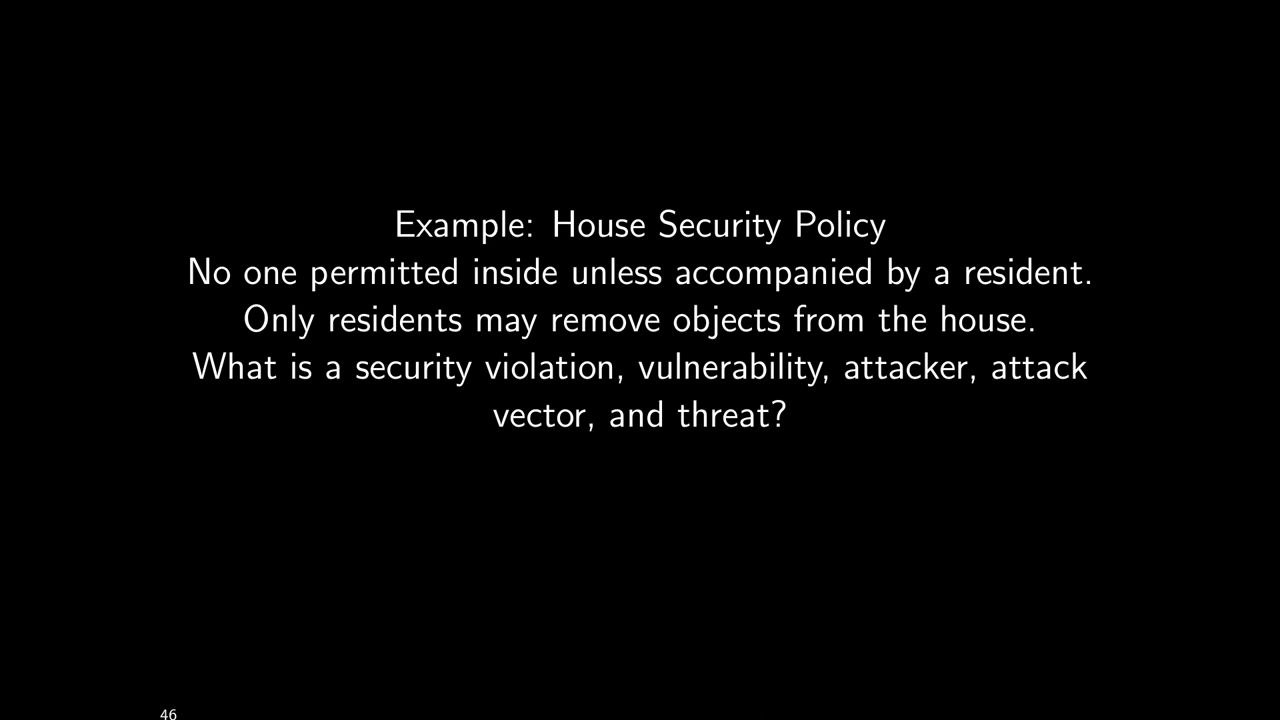 Example: House Security Policy
No one permitted inside unless accompanied by a resident.
Only residents may remove objects from the house.
What is a security violation, vulnerability, attacker, attack
vector, and threat?
46